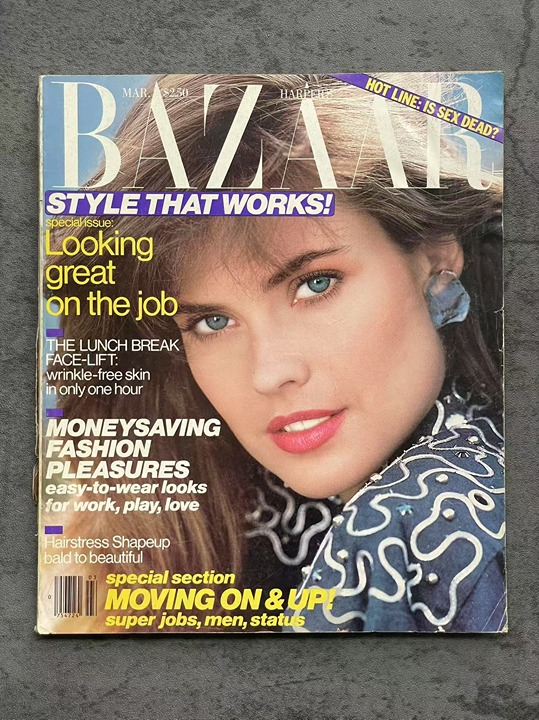 HOT LINE: IS SEX DEAD?
MAR. $2.50
HARPER'S
BAZAAR
STYLE THAT WORKS!
special issue:
Looking
great
on the job
THE LUNCH BREAK
FACE-LIFT:
wrinkle-free skin
in only one hour
MONEYSAVING
FASHION
PLEASURES
easy-to-wear looks
for work, play, love
Hairstress Shapeup
bald to beautiful
special section
MOVING ON & UP!
super jobs, men, status
03
0